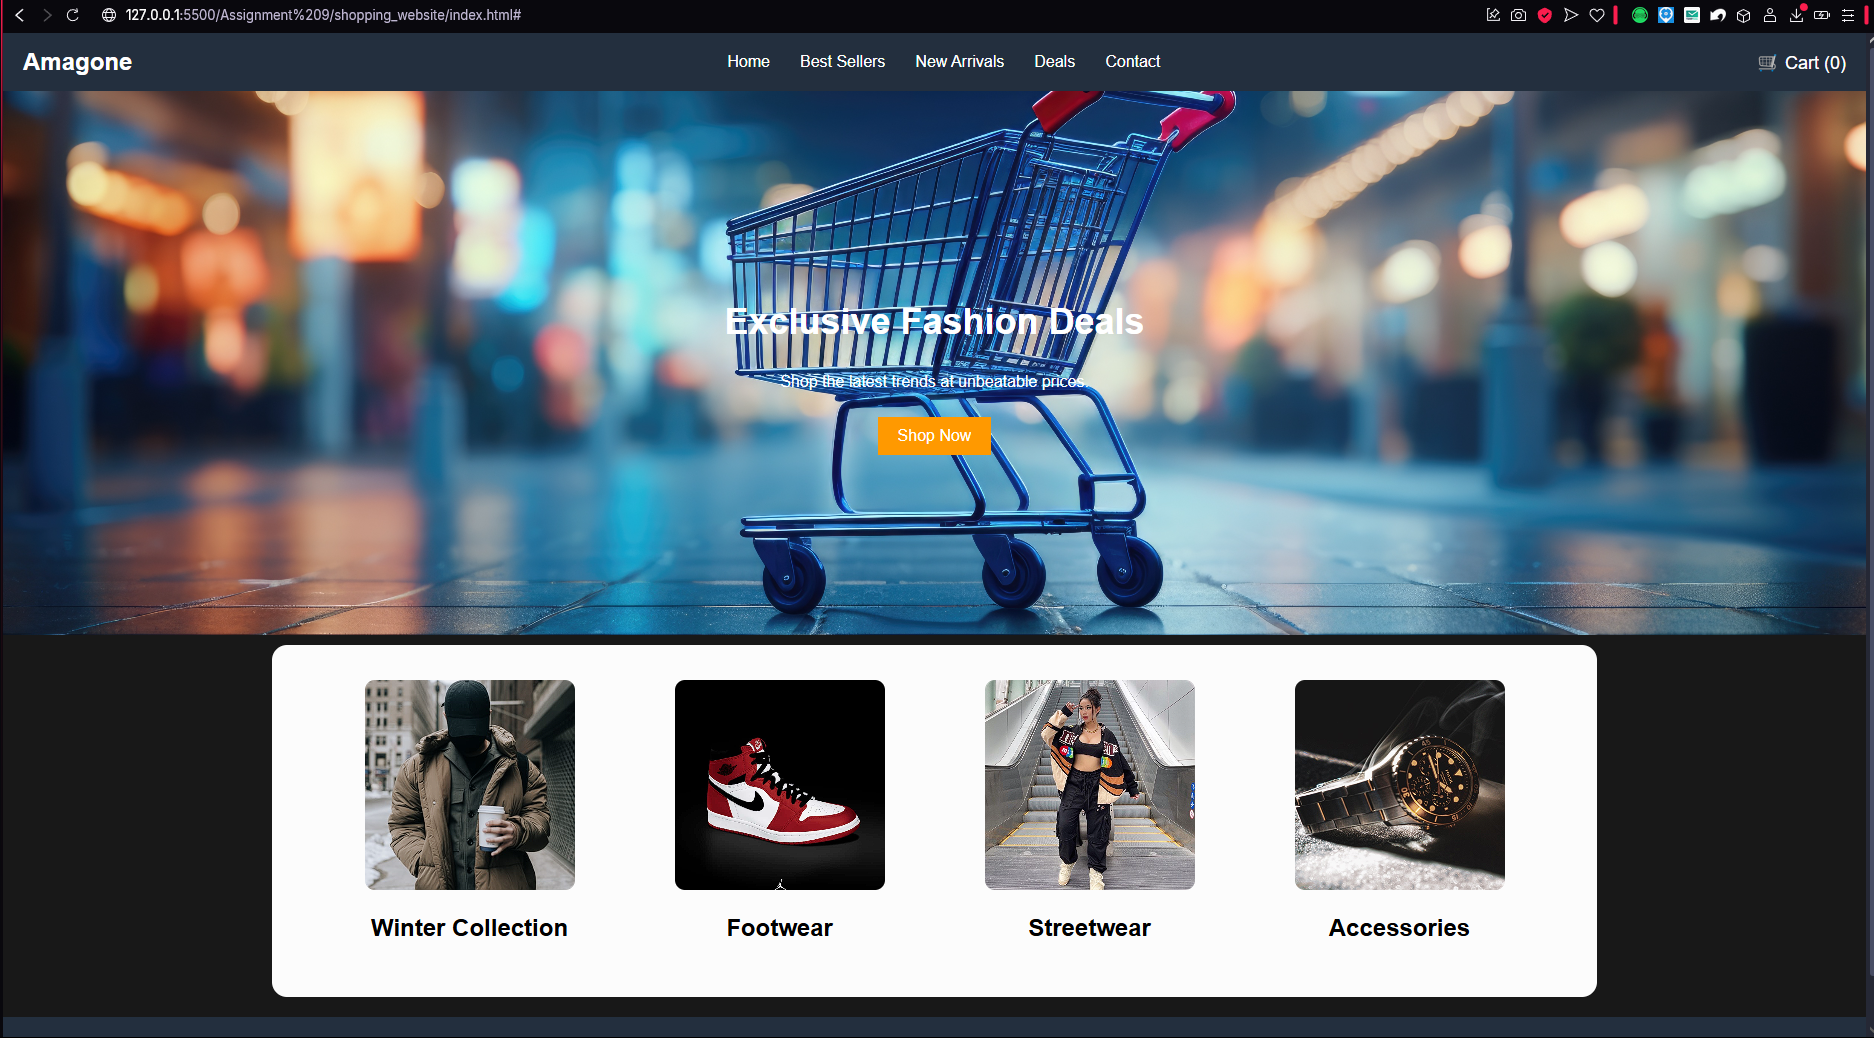 127.0.0.1:5500/Assignment%209/shopping_website/index.html#
Amagone
Home
Best Sellers
New Arrivals
Deals
Contact
Cart (0)
Exclusive Fashion Deals
Shop the latest trends at unbeatable prices.
Shop Now
Winter Collection
Footwear
Streetwear
Accessories